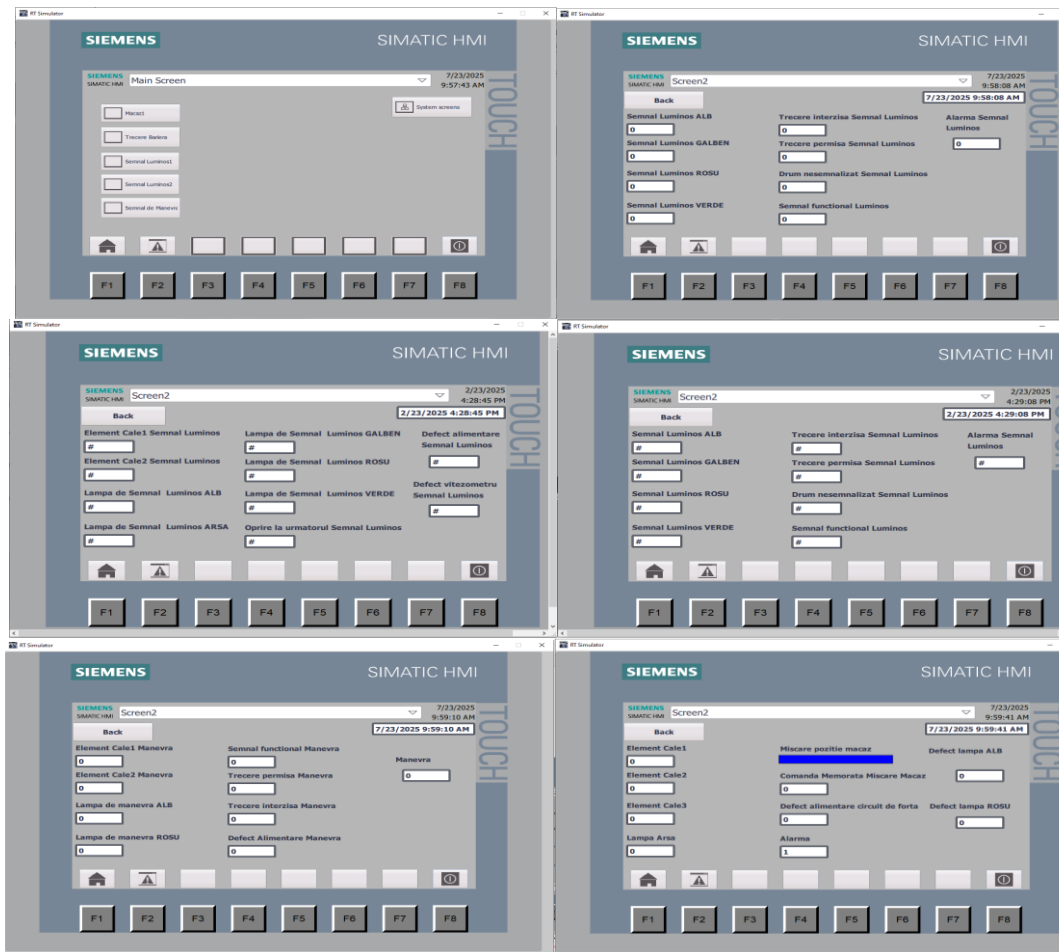 RT Simulator
SIEMENS SIMATIC HMI
SIEMENS
SIMATIC HMI
Main Screen
7/23/2025
9:57:43 AM
TOUCH
Macaz1
System screens
Trecere Bariera
Semnal Luminos1
Semnal Luminos2
Semnal de Manevra
F1 F2 F3 F4 F5 F6 F7 F8
RT Simulator
SIEMENS SIMATIC HMI
SIEMENS
SIMATIC HMI
Screen2
7/23/2025
9:58:08 AM
TOUCH
Back 7/23/2025 9:58:08 AM
Semnal Luminos ALB Trecere interzisa Semnal Luminos Alarma Semnal
Luminos
0 0 0
Semnal Luminos GALBEN Trecere permisa Semnal Luminos
0 0
Semnal Luminos ROSU Drum nesemnalizat Semnal Luminos
0 0
Semnal Luminos VERDE Semnal functional Luminos
0 0
F1 F2 F3 F4 F5 F6 F7 F8
RT Simulator
SIEMENS SIMATIC HMI
SIEMENS
SIMATIC HMI
Screen2
2/23/2025
4:28:45 PM
TOUCH
Back 2/23/2025 4:28:45 PM
Element Cale1 Semnal Luminos Lampa de Semnal Luminos GALBEN Defect alimentare
Semnal Luminos
# # #
Element Cale2 Semnal Luminos Lampa de Semnal Luminos ROSU
# #
Defect vitezometru
Semnal Luminos
Lampa de Semnal Luminos ALB Lampa de Semnal Luminos VERDE
# # #
Lampa de Semnal Luminos ARSA Oprire la urmatorul Semnal Luminos
# #
F1 F2 F3 F4 F5 F6 F7 F8
RT Simulator
SIEMENS SIMATIC HMI
SIEMENS
SIMATIC HMI
Screen2
2/23/2025
4:29:08 PM
TOUCH
Back 2/23/2025 4:29:08 PM
Semnal Luminos ALB Trecere interzisa Semnal Luminos Alarma Semnal
Luminos
# # #
Semnal Luminos GALBEN Trecere permisa Semnal Luminos
# #
Semnal Luminos ROSU Drum nesemnalizat Semnal Luminos
# #
Semnal Luminos VERDE Semnal functional Luminos
# #
F1 F2 F3 F4 F5 F6 F7 F8
RT Simulator
SIEMENS SIMATIC HMI
SIEMENS
SIMATIC HMI
Screen2
7/23/2025
9:59:10 AM
TOUCH
Back 7/23/2025 9:59:10 AM
Element Cale1 Manevra Semnal functional Manevra Manevra
0 0 0
Element Cale2 Manevra Trecere permisa Manevra
0 0
Lampa de manevra ALB Trecere interzisa Manevra
0 0
Lampa de manevra ROSU Defect Alimentare Manevra
0 0
F1 F2 F3 F4 F5 F6 F7 F8
RT Simulator
SIEMENS SIMATIC HMI
SIEMENS
SIMATIC HMI
Screen2
7/23/2025
9:59:41 AM
TOUCH
Back 7/23/2025 9:59:41 AM
Element Cale1 Miscare pozitie macaz Defect lampa ALB
0
Element Cale2 Comanda Memorata Miscare Macaz
0 0 0
Element Cale3 Defect alimentare circuit de forta Defect lampa ROSU
0 0 0
Lampa Arsa Alarma
0 1
F1 F2 F3 F4 F5 F6 F7 F8